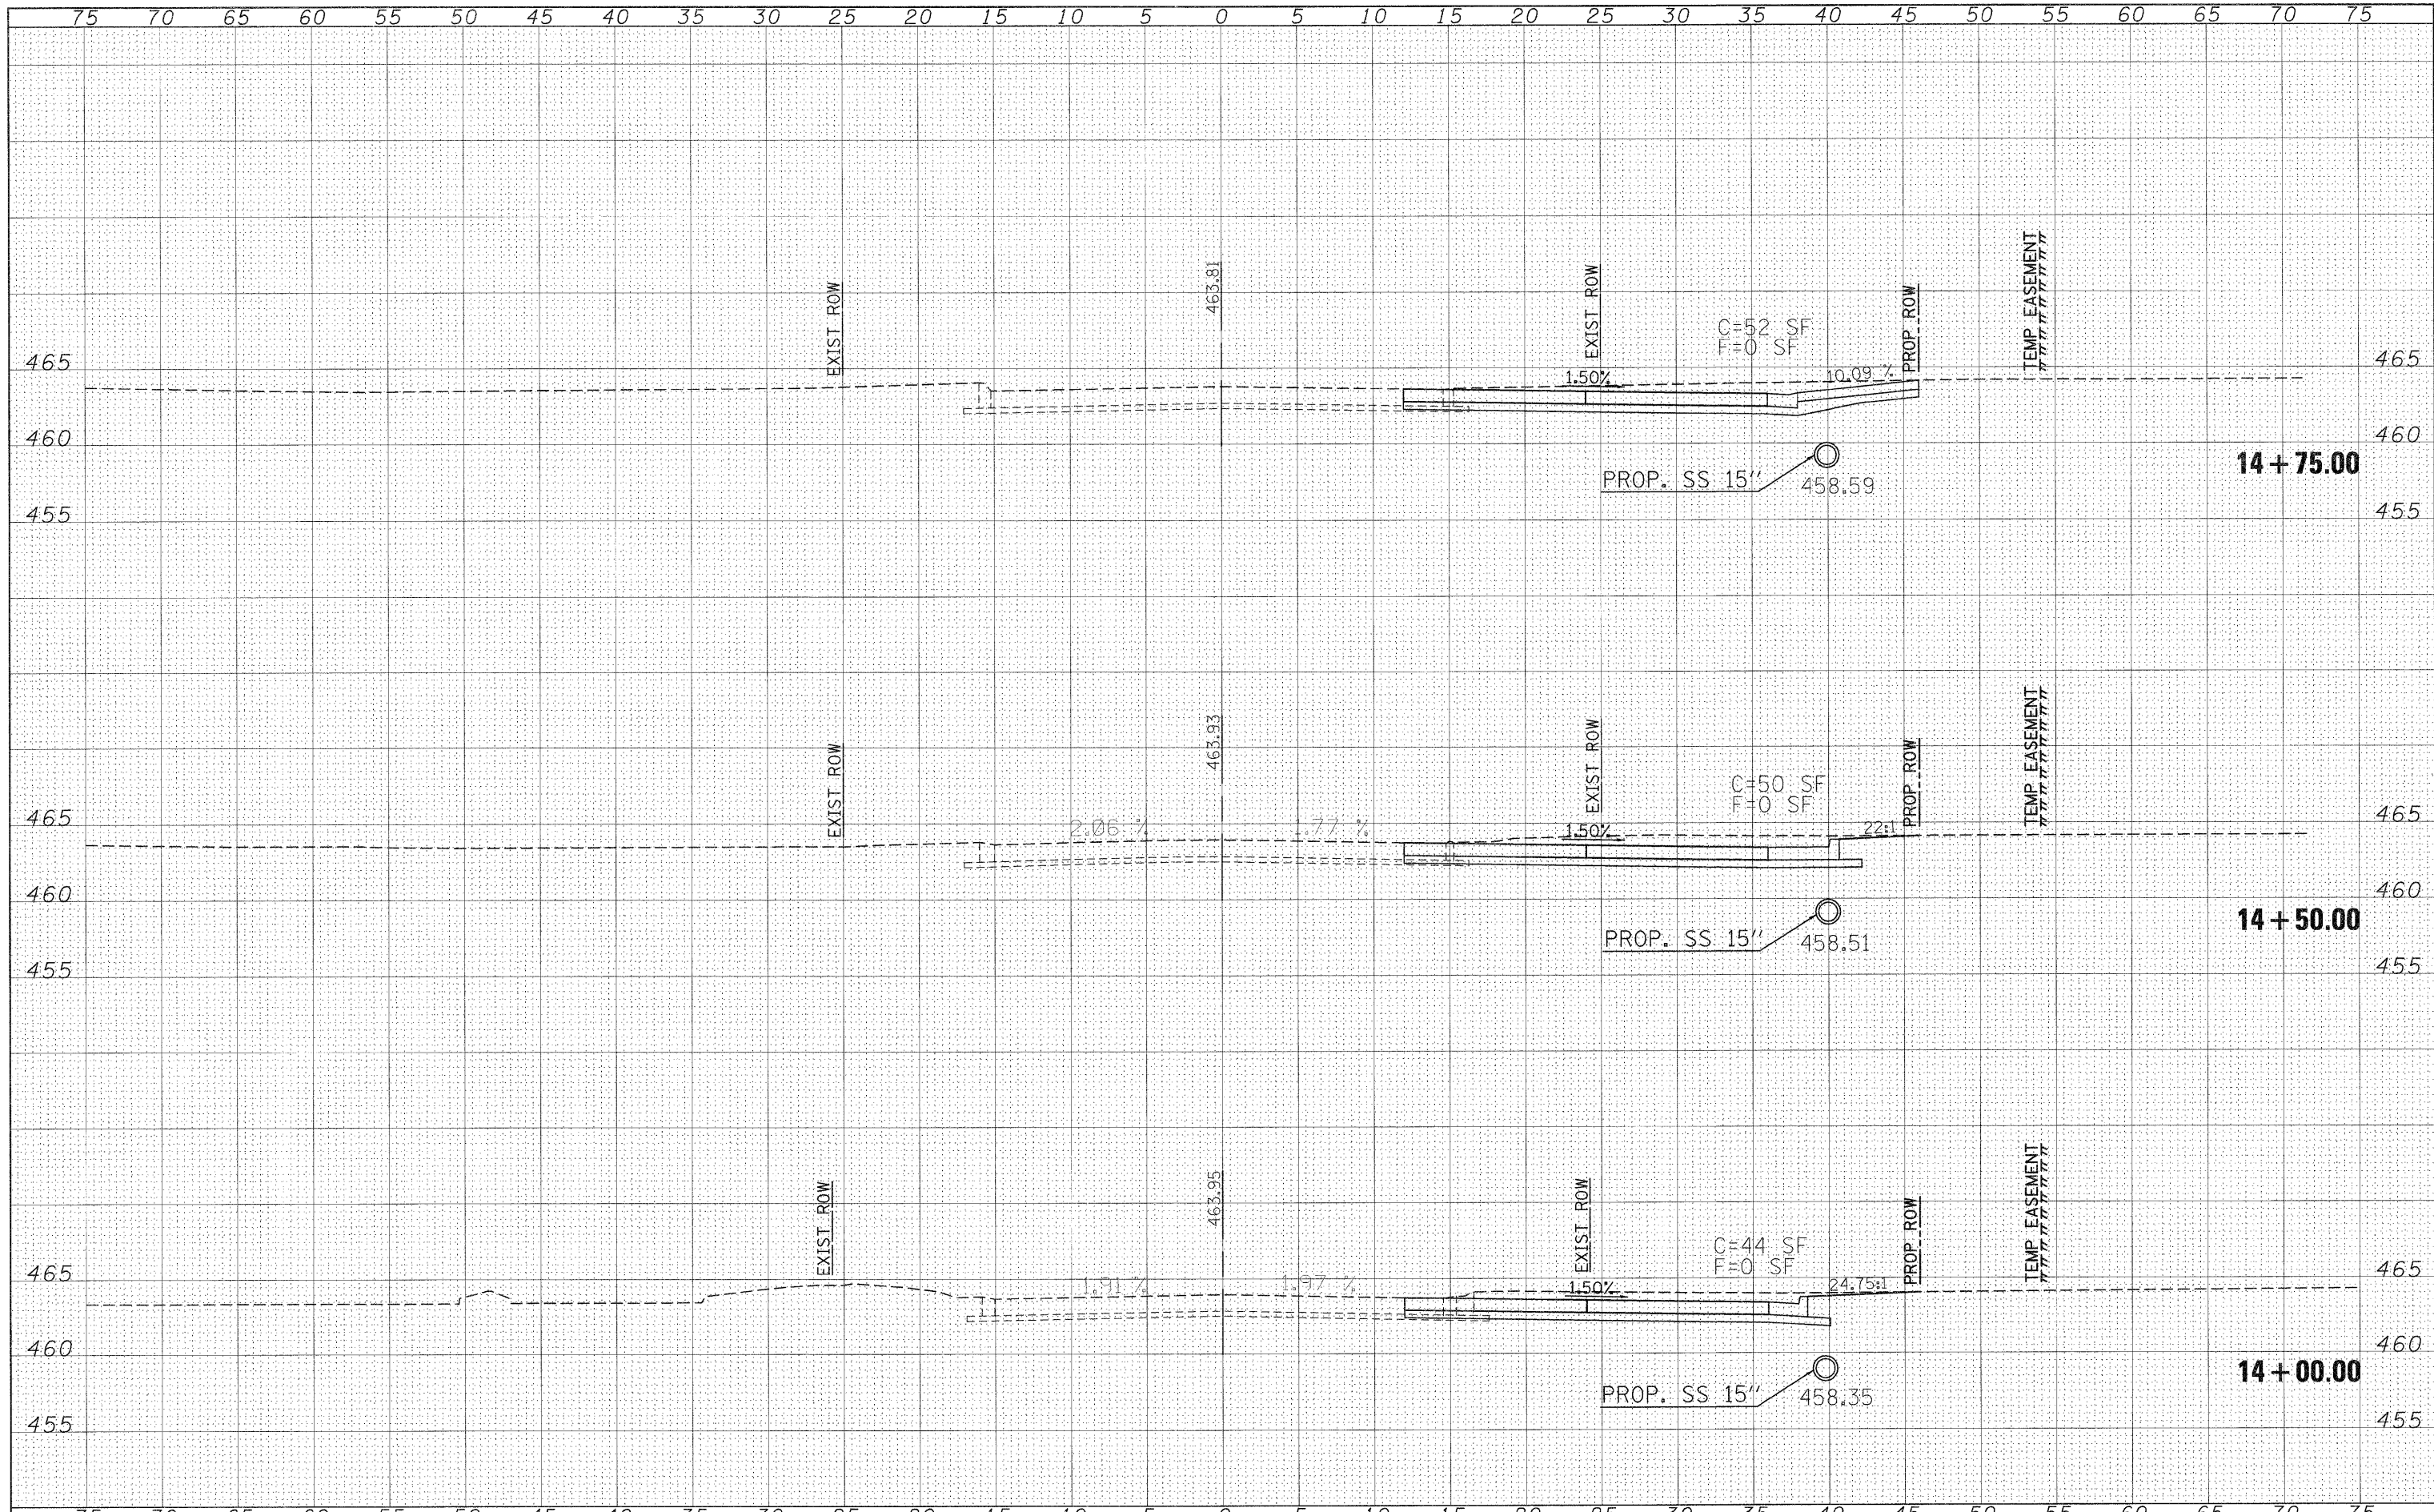 75 70 65 60 55 50 45 40 35 30 25 20 15 10 5 0 5 10 15 20 25 30 35 40 45 50 55 60 65 70 75
EXIST ROW
463.81
EXIST ROW
C=52 SF
F=0 SF
PROP ROW
TEMP EASEMENT
465
1.50%
10.09 %
465
460
460
14+75.00
PROP. SS 15"
458.59
455
455
EXIST ROW
463.93
EXIST ROW
C=50 SF
F=0 SF
PROP ROW
TEMP EASEMENT
465
2.06 %
1.77 %
1.50%
22:1
465
460
460
14+50.00
PROP. SS 15"
458.51
455
455
EXIST ROW
463.95
EXIST ROW
C=44 SF
F=0 SF
PROP ROW
TEMP EASEMENT
465
1.91 %
1.97 %
1.50%
24.75:1
465
460
460
14+00.00
PROP. SS 15"
458.35
455
455